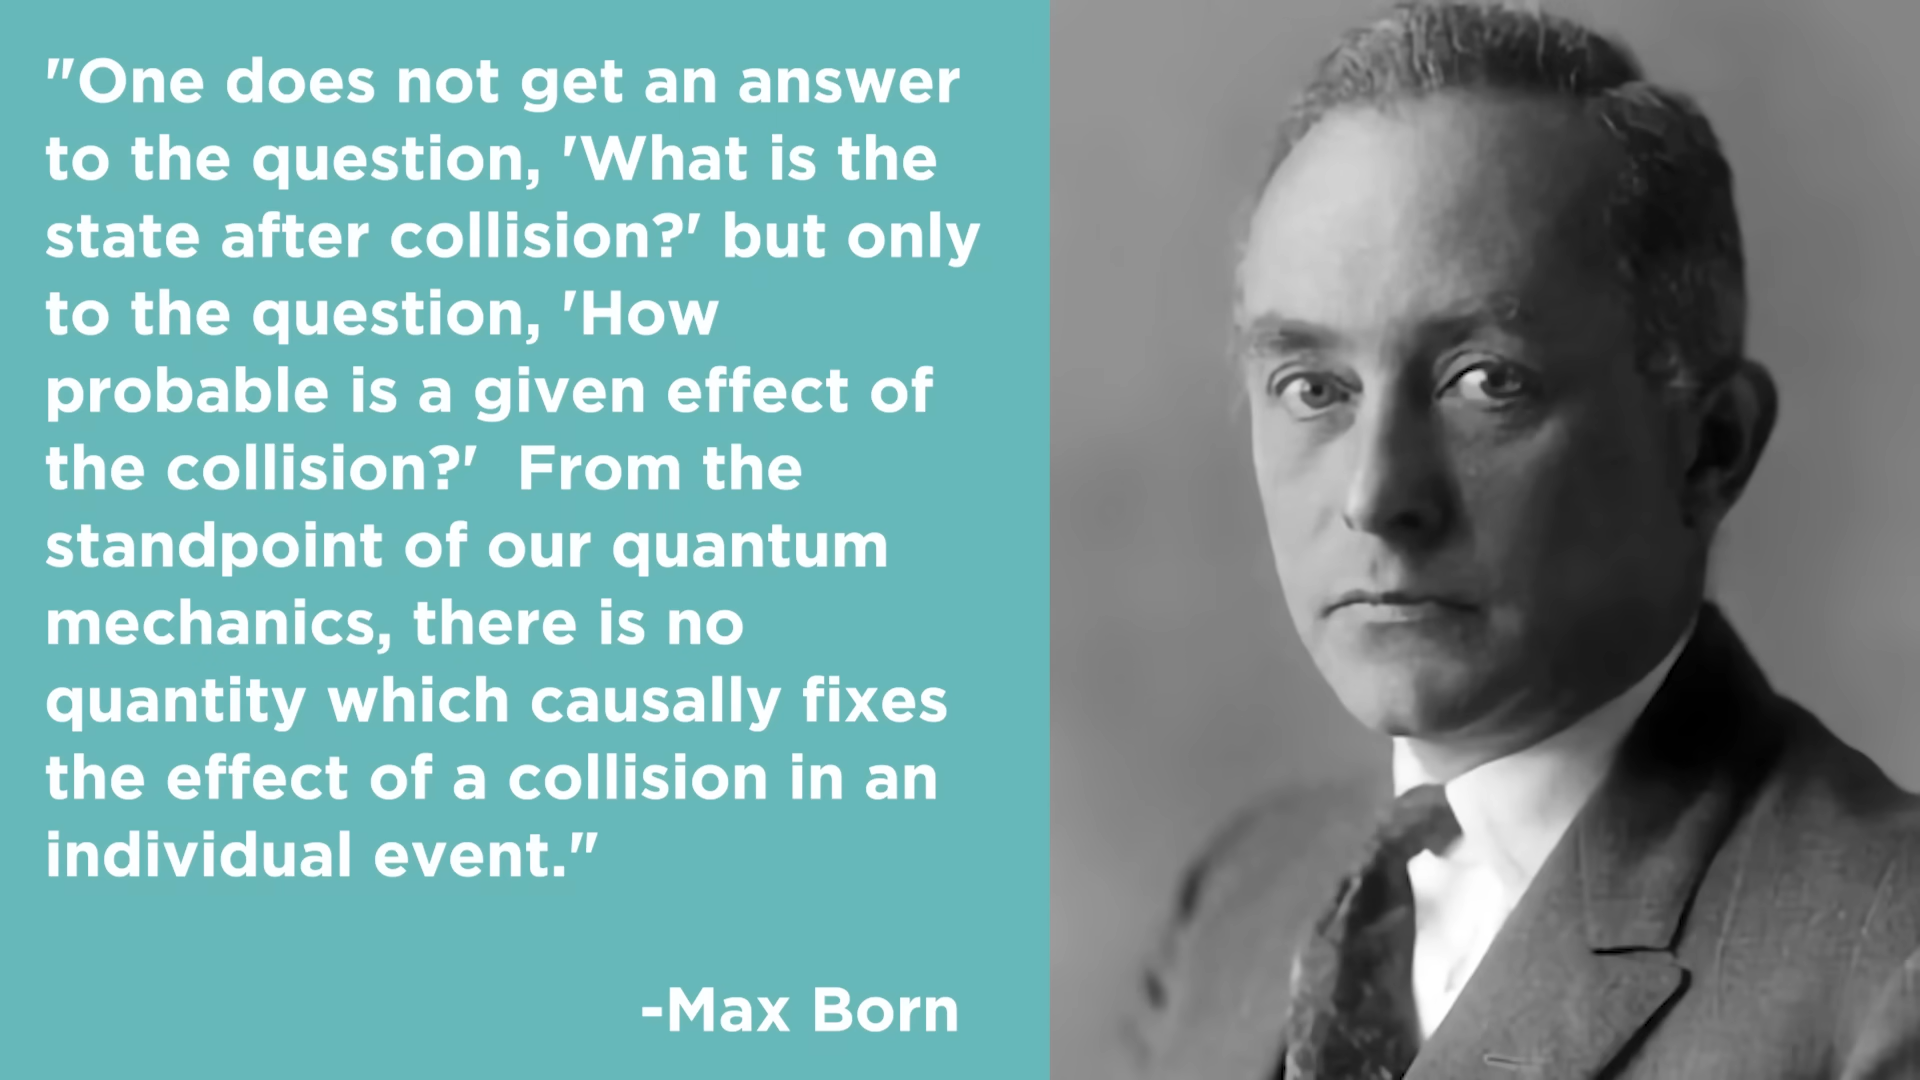 "One does not get an answer
to the question, 'What is the
state after collision?' but only
to the question, 'How
probable is a given effect of
the collision?'  From the
standpoint of our quantum
mechanics, there is no
quantity which causally fixes
the effect of a collision in an
individual event."
-Max Born